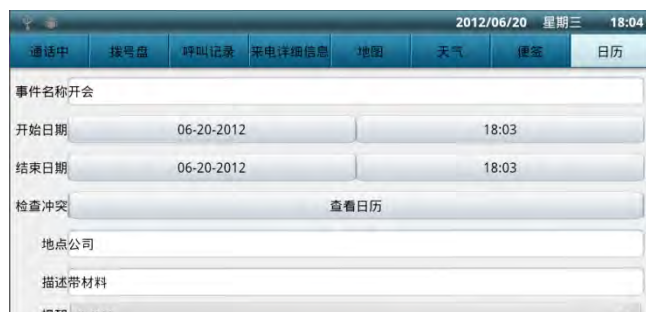 2012/06/20 星期三 18:04
通话中 拨号盘 呼叫记录 来电详细信息 地图 天气 便签 日历
事件名称 开会
开始日期 06-20-2012 18:03
结束日期 06-20-2012 18:03
检查冲突 查看日历
地点 公司
描述 带材料